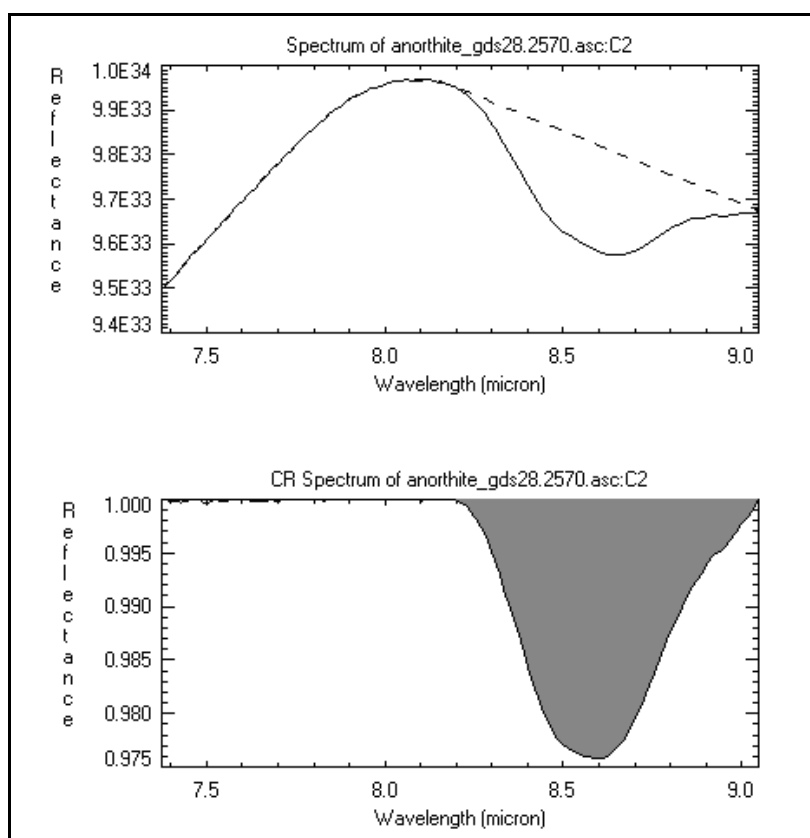 Spectrum of anorthite_gds28.2570.asc:C2
Reflectance
1.0E34
9.9E33
9.8E33
9.7E33
9.6E33
9.5E33
9.4E33
7.5 8.0 8.5 9.0
Wavelength (micron)
CR Spectrum of anorthite_gds28.2570.asc:C2
Reflectance
1.000
0.995
0.990
0.985
0.980
0.975
7.5 8.0 8.5 9.0
Wavelength (micron)